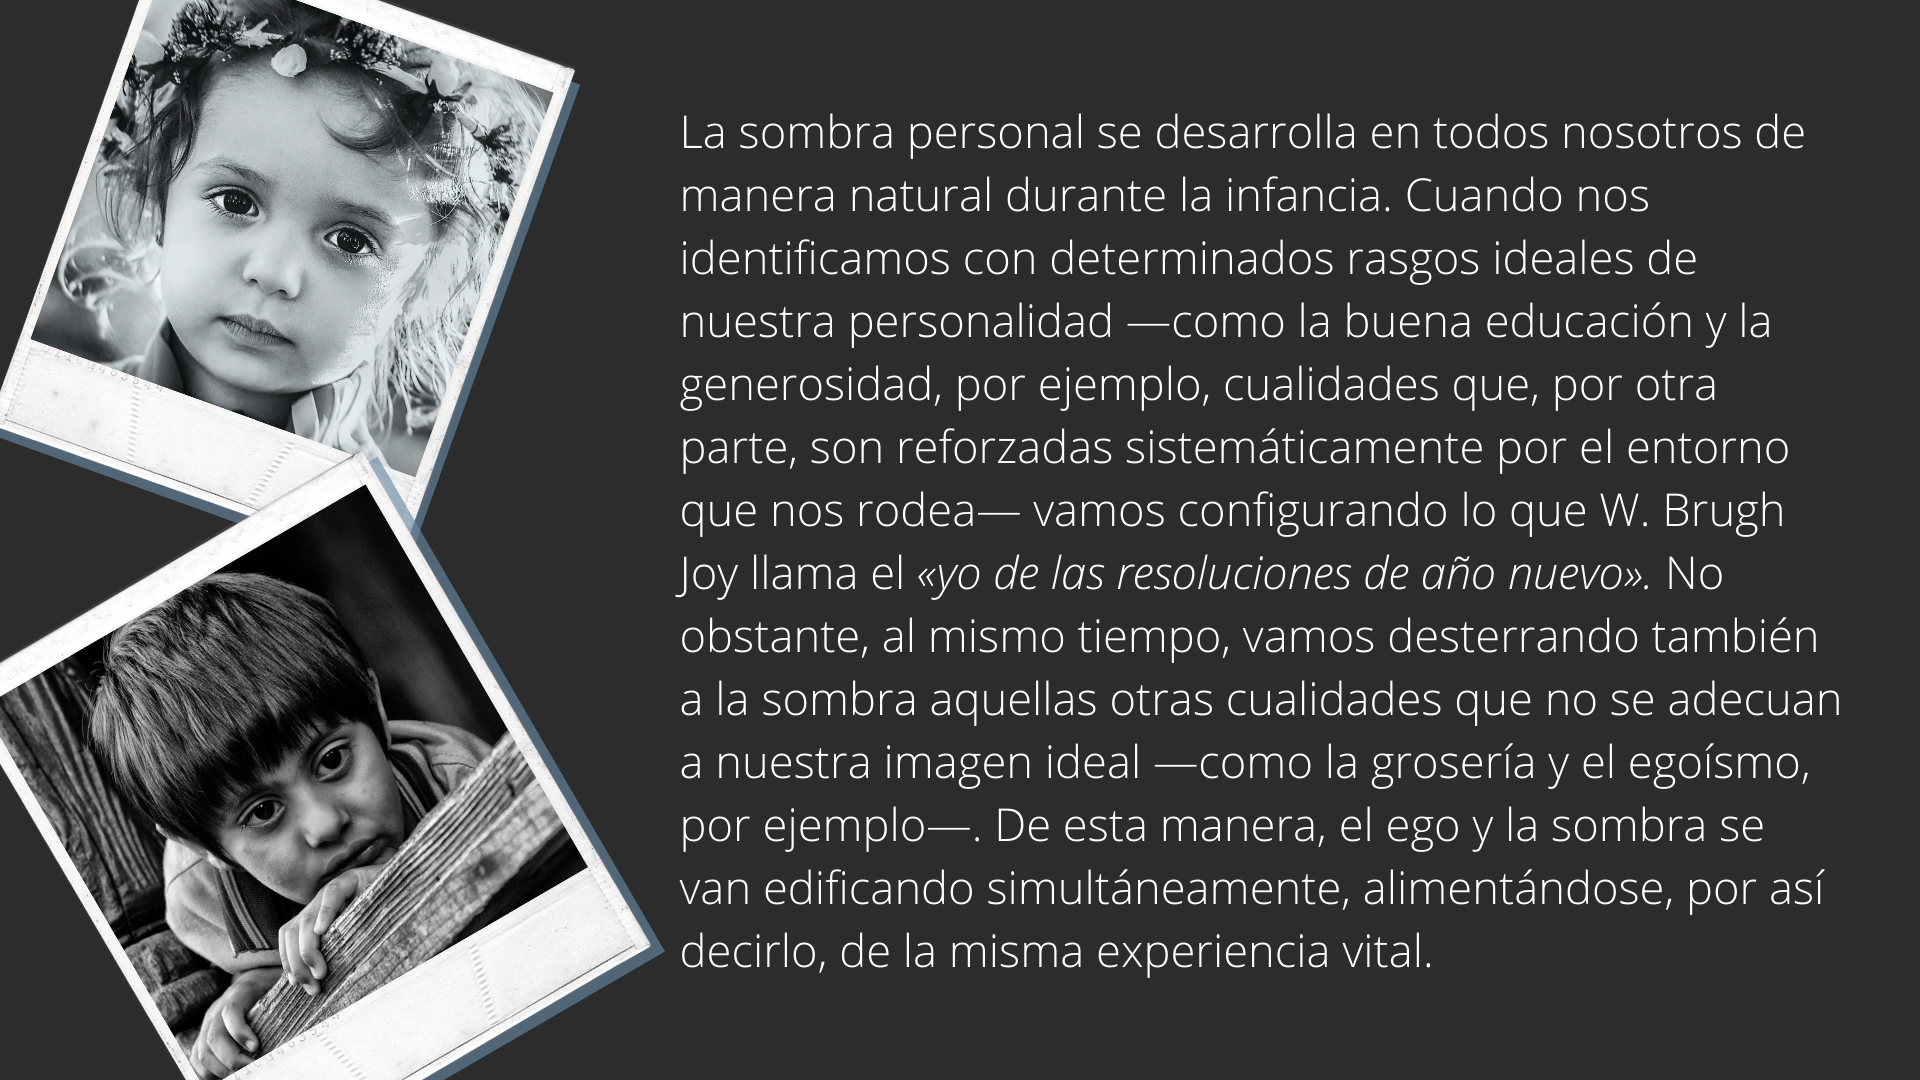 La sombra personal se desarrolla en todos nosotros de
manera natural durante la infancia. Cuando nos
identificamos con determinados rasgos ideales de
nuestra personalidad —como la buena educación y la
generosidad, por ejemplo, cualidades que, por otra
parte, son reforzadas sistemáticamente por el entorno
que nos rodea— vamos configurando lo que W. Brugh
Joy llama el «yo de las resoluciones de año nuevo». No
obstante, al mismo tiempo, vamos desterrando también
a la sombra aquellas otras cualidades que no se adecuan
a nuestra imagen ideal —como la grosería y el egoísmo,
por ejemplo—. De esta manera, el ego y la sombra se
van edificando simultáneamente, alimentándose, por así
decirlo, de la misma experiencia vital.